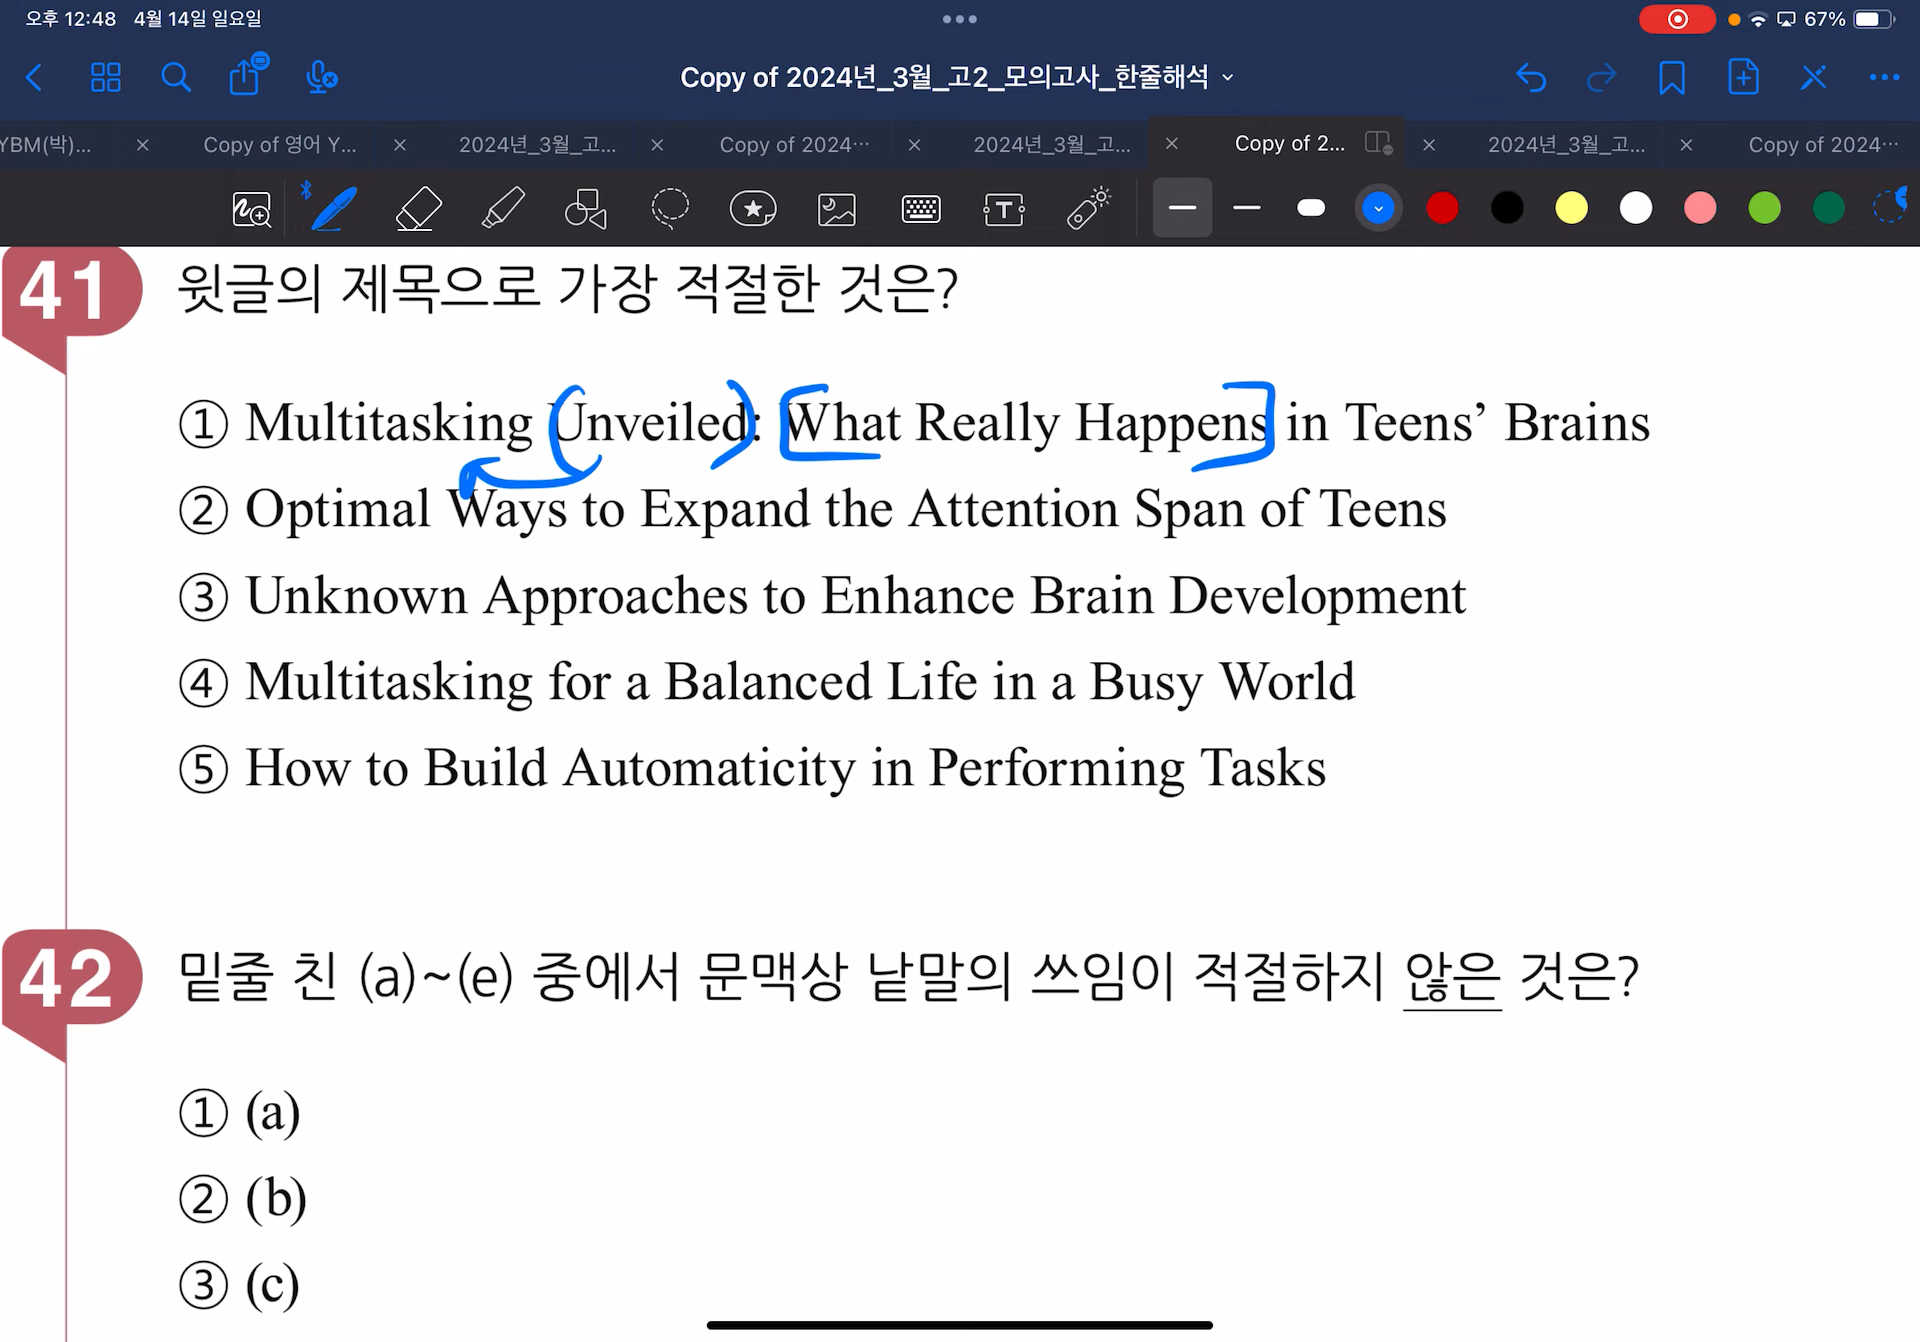 오후 12:48 4월 14일 일요일
67%
Copy of 2024년_3월_고2_모의고사_한줄해석
YBM(박)... Copy of 영어 Y... 2024년_3월_고... Copy of 2024... 2024년_3월_고... Copy of 2... 2024년_3월_고... Copy of 2024...
41 윗글의 제목으로 가장 적절한 것은?
① Multitasking Unveiled: What Really Happens in Teens’ Brains
② Optimal Ways to Expand the Attention Span of Teens
③ Unknown Approaches to Enhance Brain Development
④ Multitasking for a Balanced Life in a Busy World
⑤ How to Build Automaticity in Performing Tasks
42 밑줄 친 (a)~(e) 중에서 문맥상 낱말의 쓰임이 적절하지 않은 것은?
① (a)
② (b)
③ (c)